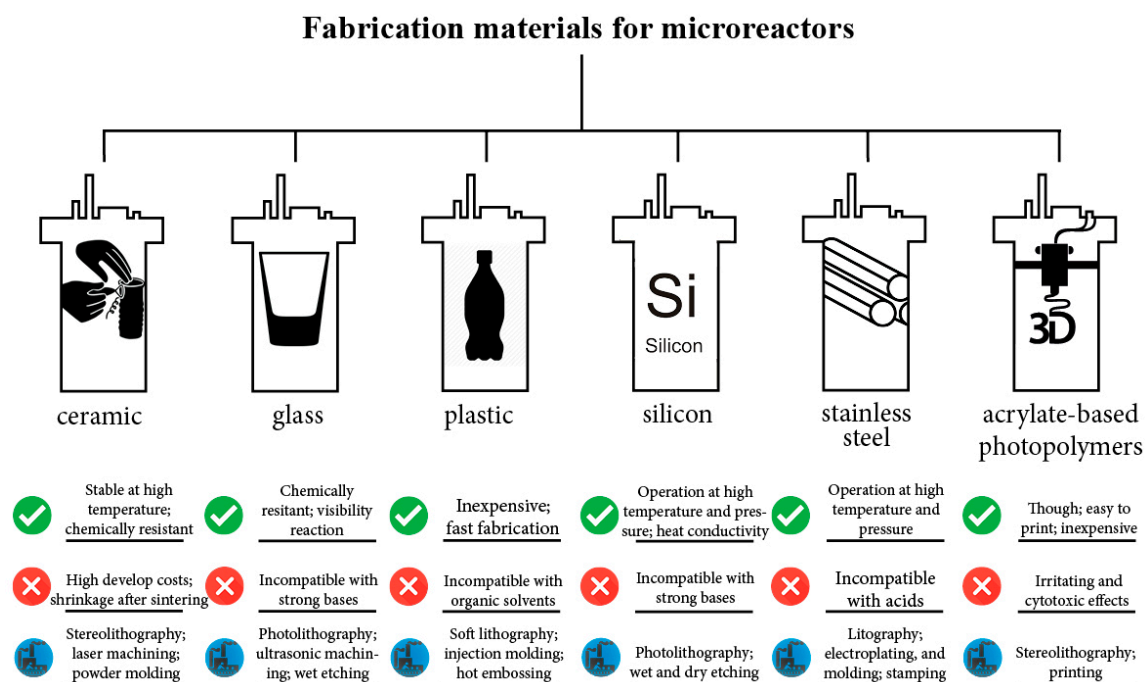 Fabrication materials for microreactors
Si
Silicon
3D
ceramic
glass
plastic
silicon
stainless
steel
acrylate-based
photopolymers
Stable at high
temperature;
chemically resistant
Chemically
resitant; visibility
reaction
Inexpensive;
fast fabrication
Operation at high
temperature and pres-
sure; heat conductivity
Operation at high
temperature and
pressure
Though; easy to
print; inexpensive
High develop costs;
shrinkage after sintering
Incompatible with
strong bases
Incompatible with
organic solvents
Incompatible with
strong bases
Incompatible
with acids
Irritating and
cytotoxic effects
Stereolithography;
laser machining;
powder molding
Photolithography;
ultrasonic machin-
ing; wet etching
Soft lithography;
injection molding;
hot embossing
Photolithography;
wet and dry etching
Litography;
electroplating, and
molding; stamping
Stereolithography;
printing